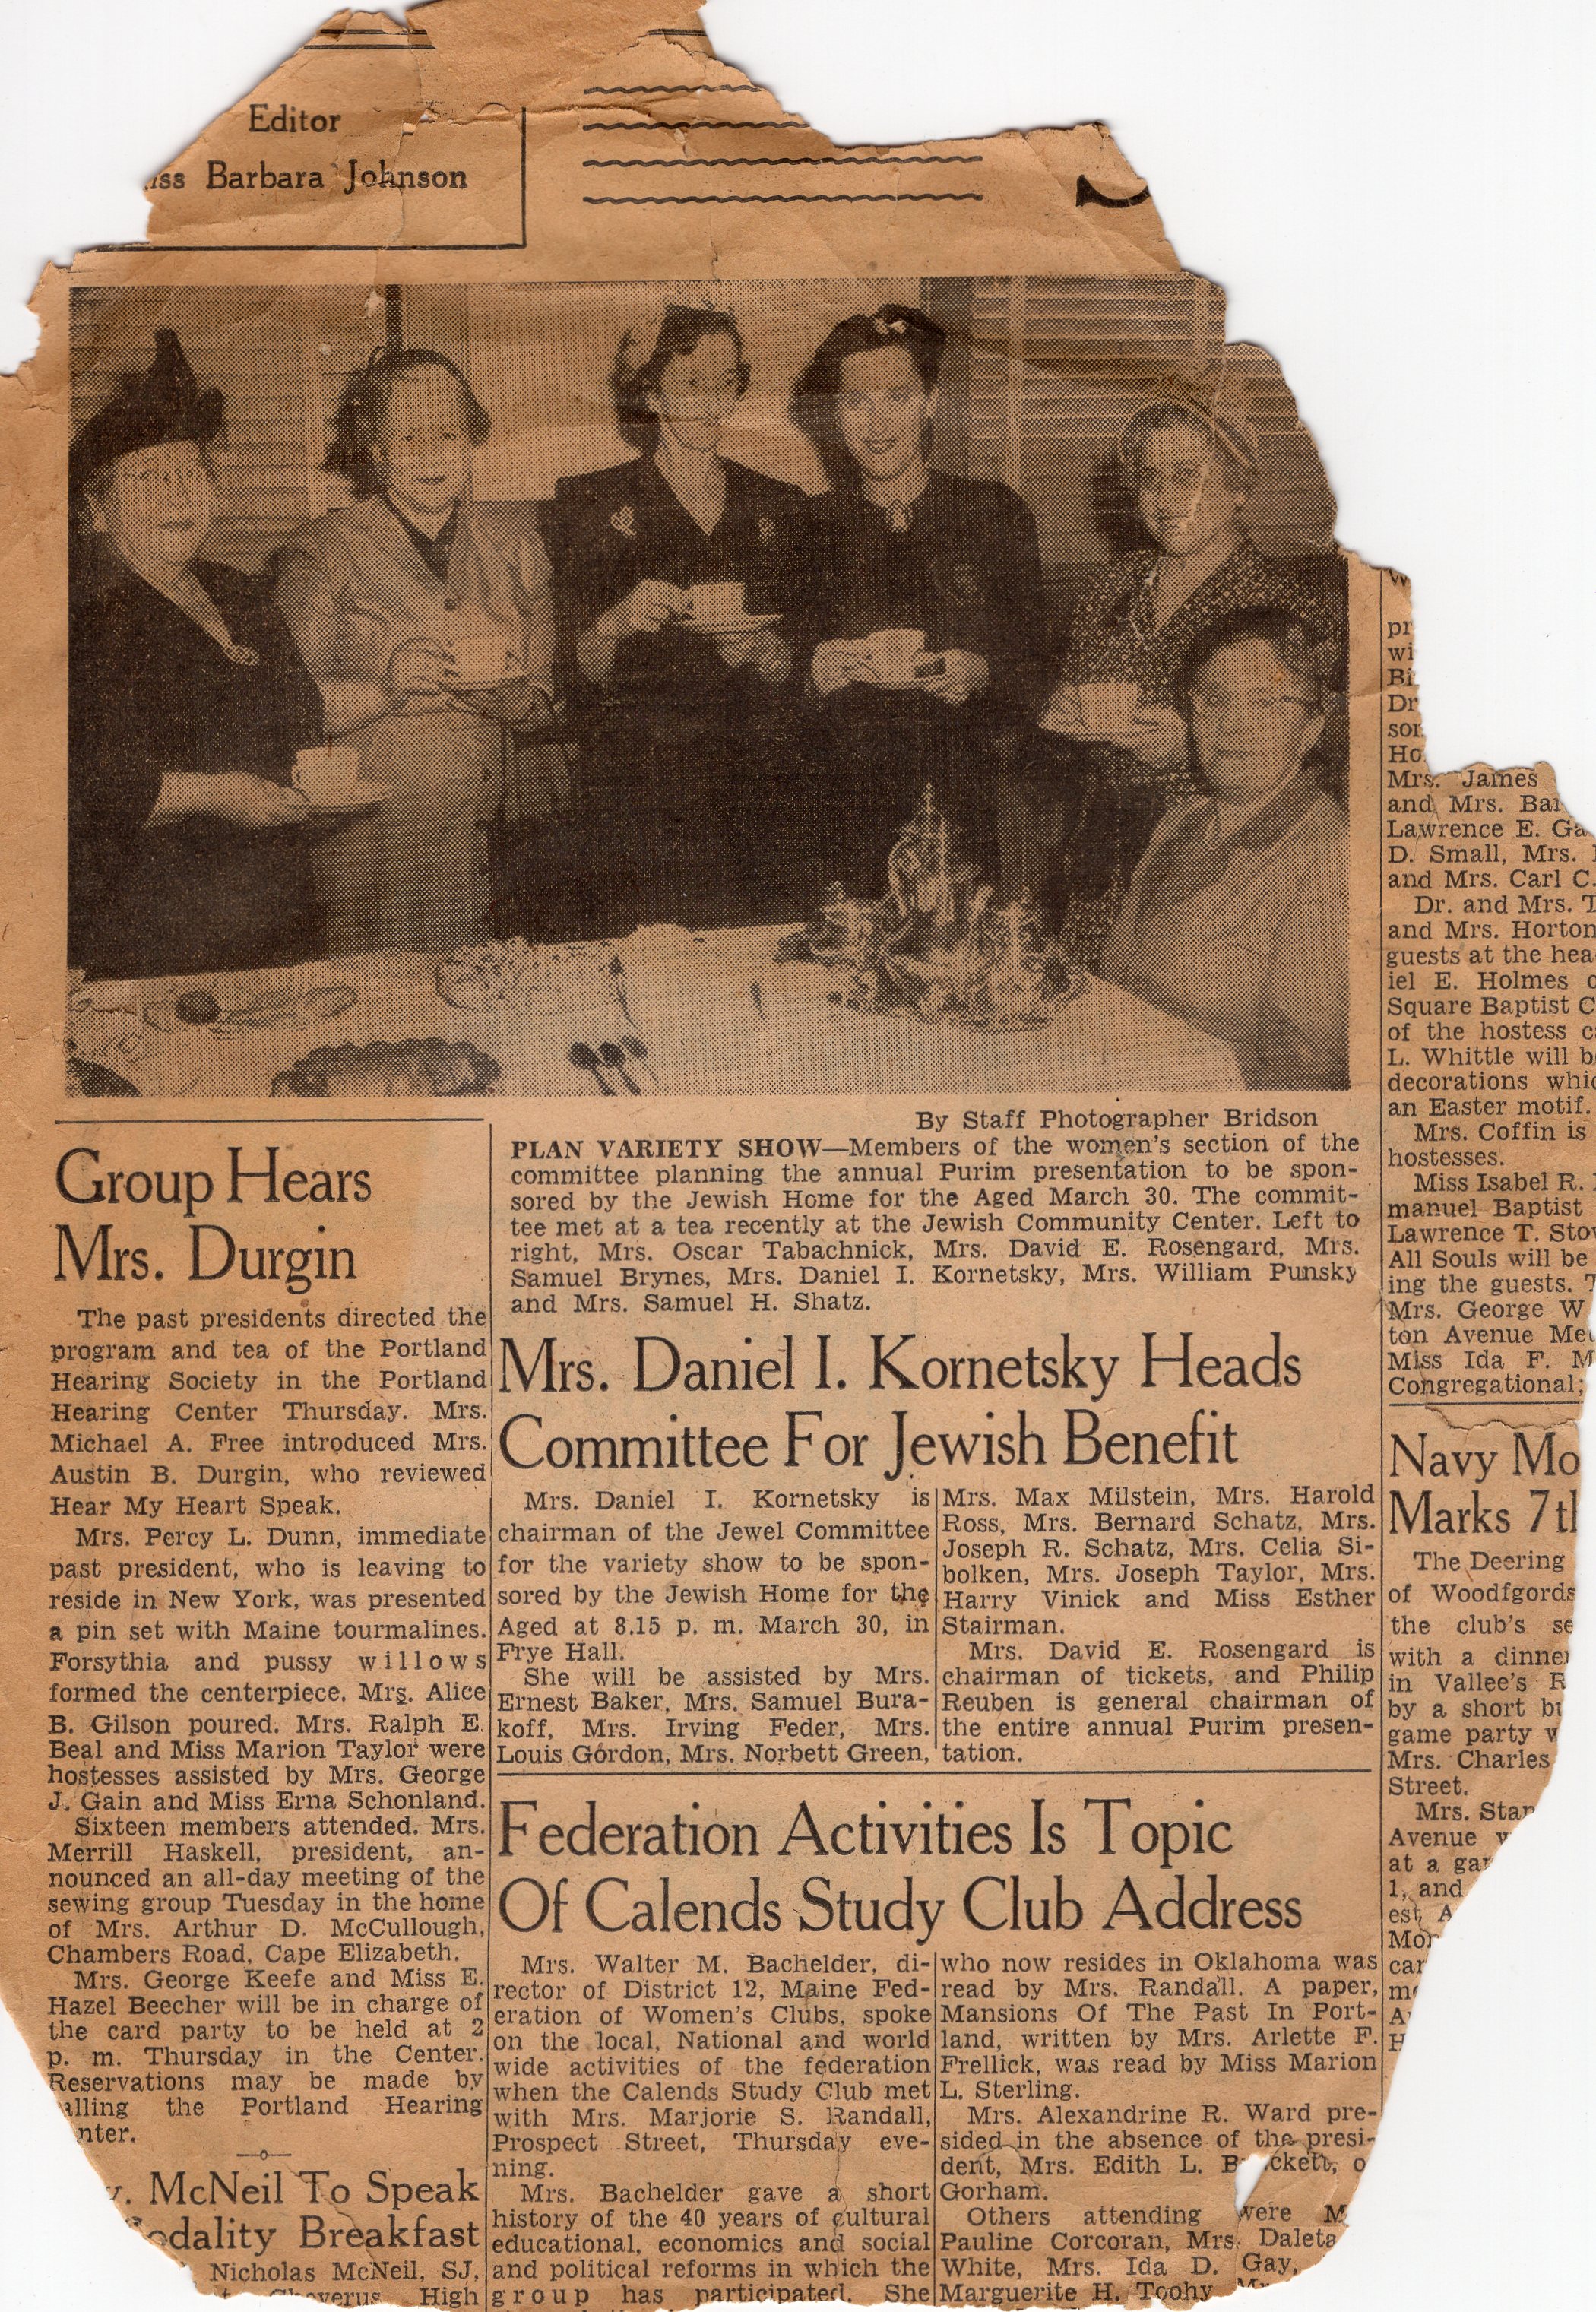 Editor
Barbara Johnson
By Staff Photographer Bridson
PLAN VARIETY SHOW—Members of the women's section of the
committee planning the annual Purim presentation to be spon-
sored by the Jewish Home for the Aged March 30. The commit-
tee met at a tea recently at the Jewish Community Center. Left to
right, Mrs. Oscar Tabachnick, Mrs. David E. Rosengard, Mrs.
Samuel Brynes, Mrs. Daniel I. Kornetsky, Mrs. William Punsky
and Mrs. Samuel H. Shatz.
Group Hears
Mrs. Durgin
The past presidents directed the
program and tea of the Portland
Hearing Society in the Portland
Hearing Center Thursday. Mrs.
Michael A. Free introduced Mrs.
Austin B. Durgin, who reviewed
Hear My Heart Speak.
Mrs. Percy L. Dunn, immediate
past president, who is leaving to
reside in New York, was presented
a pin set with Maine tourmalines.
Forsythia and pussy willows
formed the centerpiece. Mrs. Alice
B. Gilson poured. Mrs. Ralph E.
Beal and Miss Marion Taylor were
hostesses assisted by Mrs. George
J. Gain and Miss Erna Schonland.
Sixteen members attended. Mrs.
Merrill Haskell, president, an-
nounced an all-day meeting of the
sewing group Tuesday in the home
of Mrs. Arthur D. McCullough,
Chambers Road, Cape Elizabeth.
Mrs. George Keefe and Miss E.
Hazel Beecher will be in charge of
the card party to be held at 2
p. m. Thursday in the Center.
Reservations may be made by
alling the Portland Hearing
nter.
McNeil To Speak
odality Breakfast
Nicholas McNeil, SJ,
High
Mrs. Daniel I. Kornetsky Heads
Committee For Jewish Benefit
Mrs. Daniel I. Kornetsky is
chairman of the Jewel Committee
for the variety show to be spon-
sored by the Jewish Home for the
Aged at 8.15 p. m. March 30, in
Frye Hall.
She will be assisted by Mrs.
Ernest Baker, Mrs. Samuel Bura-
koff, Mrs. Irving Feder, Mrs.
Louis Gordon, Mrs. Norbett Green,
Mrs. Max Milstein, Mrs. Harold
Ross, Mrs. Bernard Schatz, Mrs.
Joseph R. Schatz, Mrs. Celia Si-
bolken, Mrs. Joseph Taylor, Mrs.
Harry Vinick and Miss Esther
Stairman.
Mrs. David E. Rosengard is
chairman of tickets, and Philip
Reuben is general chairman of
the entire annual Purim presen-
tation.
Federation Activities Is Topic
Of Calends Study Club Address
Mrs. Walter M. Bachelder, di-
rector of District 12, Maine Fed-
eration of Women's Clubs, spoke
on the local, National and world
wide activities of the federation
when the Calends Study Club met
with Mrs. Marjorie S. Randall,
Prospect Street, Thursday eve-
ning.
Mrs. Bachelder gave a short
history of the 40 years of cultural
educational, economics and social
and political reforms in which the
group has participated. She
who now resides in Oklahoma was
read by Mrs. Randall. A paper,
Mansions Of The Past In Port-
land, written by Mrs. Arlette F.
Frellick, was read by Miss Marion
L. Sterling.
Mrs. Alexandrine R. Ward pre-
sided in the absence of the presi-
dent, Mrs. Edith L.
Gorham.
Others attending were
Pauline Corcoran, Mrs. Daleta
White, Mrs. Ida D. Gay,
Marguerite H. Toohy
pr
wi
Bi
Dr
Ho
Mrs. James
and Mrs.
Lawrence E.
D. Small, Mrs.
and Mrs. Carl C.
Dr. and Mrs. T
and Mrs. Horton
guests at the hea
iel E. Holmes
Square Baptist C
of the hostess
L. Whittle will b
decorations whic
an Easter motif.
Mrs. Coffin is
hostesses.
Miss Isabel R.
manuel Baptist
Lawrence T. Stov
All Souls will be
ing the guests.
Mrs. George W
ton Avenue Me
Miss Ida F. M
Congregational;
Navy Mo
Marks 7t
The Deering
of Woodfgords
the club's se
with a dinner
in Vallee's R
by a short bu
game party w
Mrs. Charles
Street.
Mrs. Stan
Avenue
at a gar
1, and
est, A
Mor
car